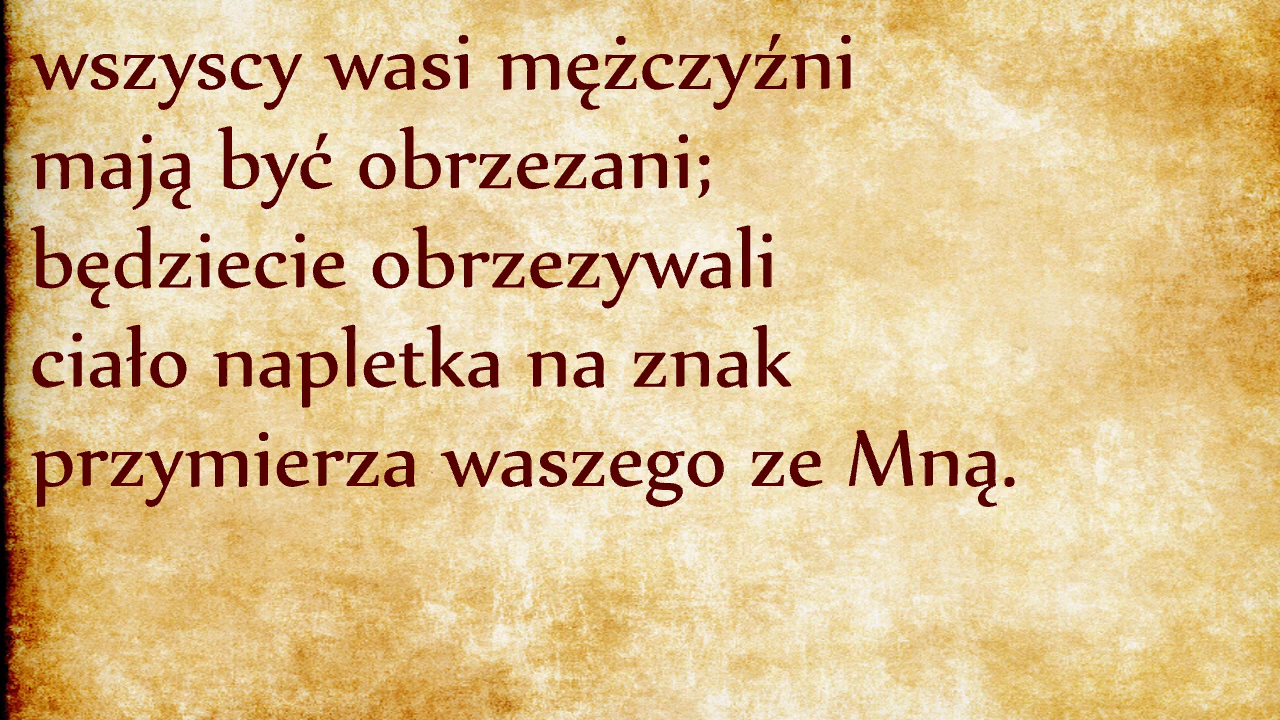 wszyscy wasi mężczyźni
mają być obrzezani;
będziecie obrzezywali
ciało napletka na znak
przymierza waszego ze Mną.